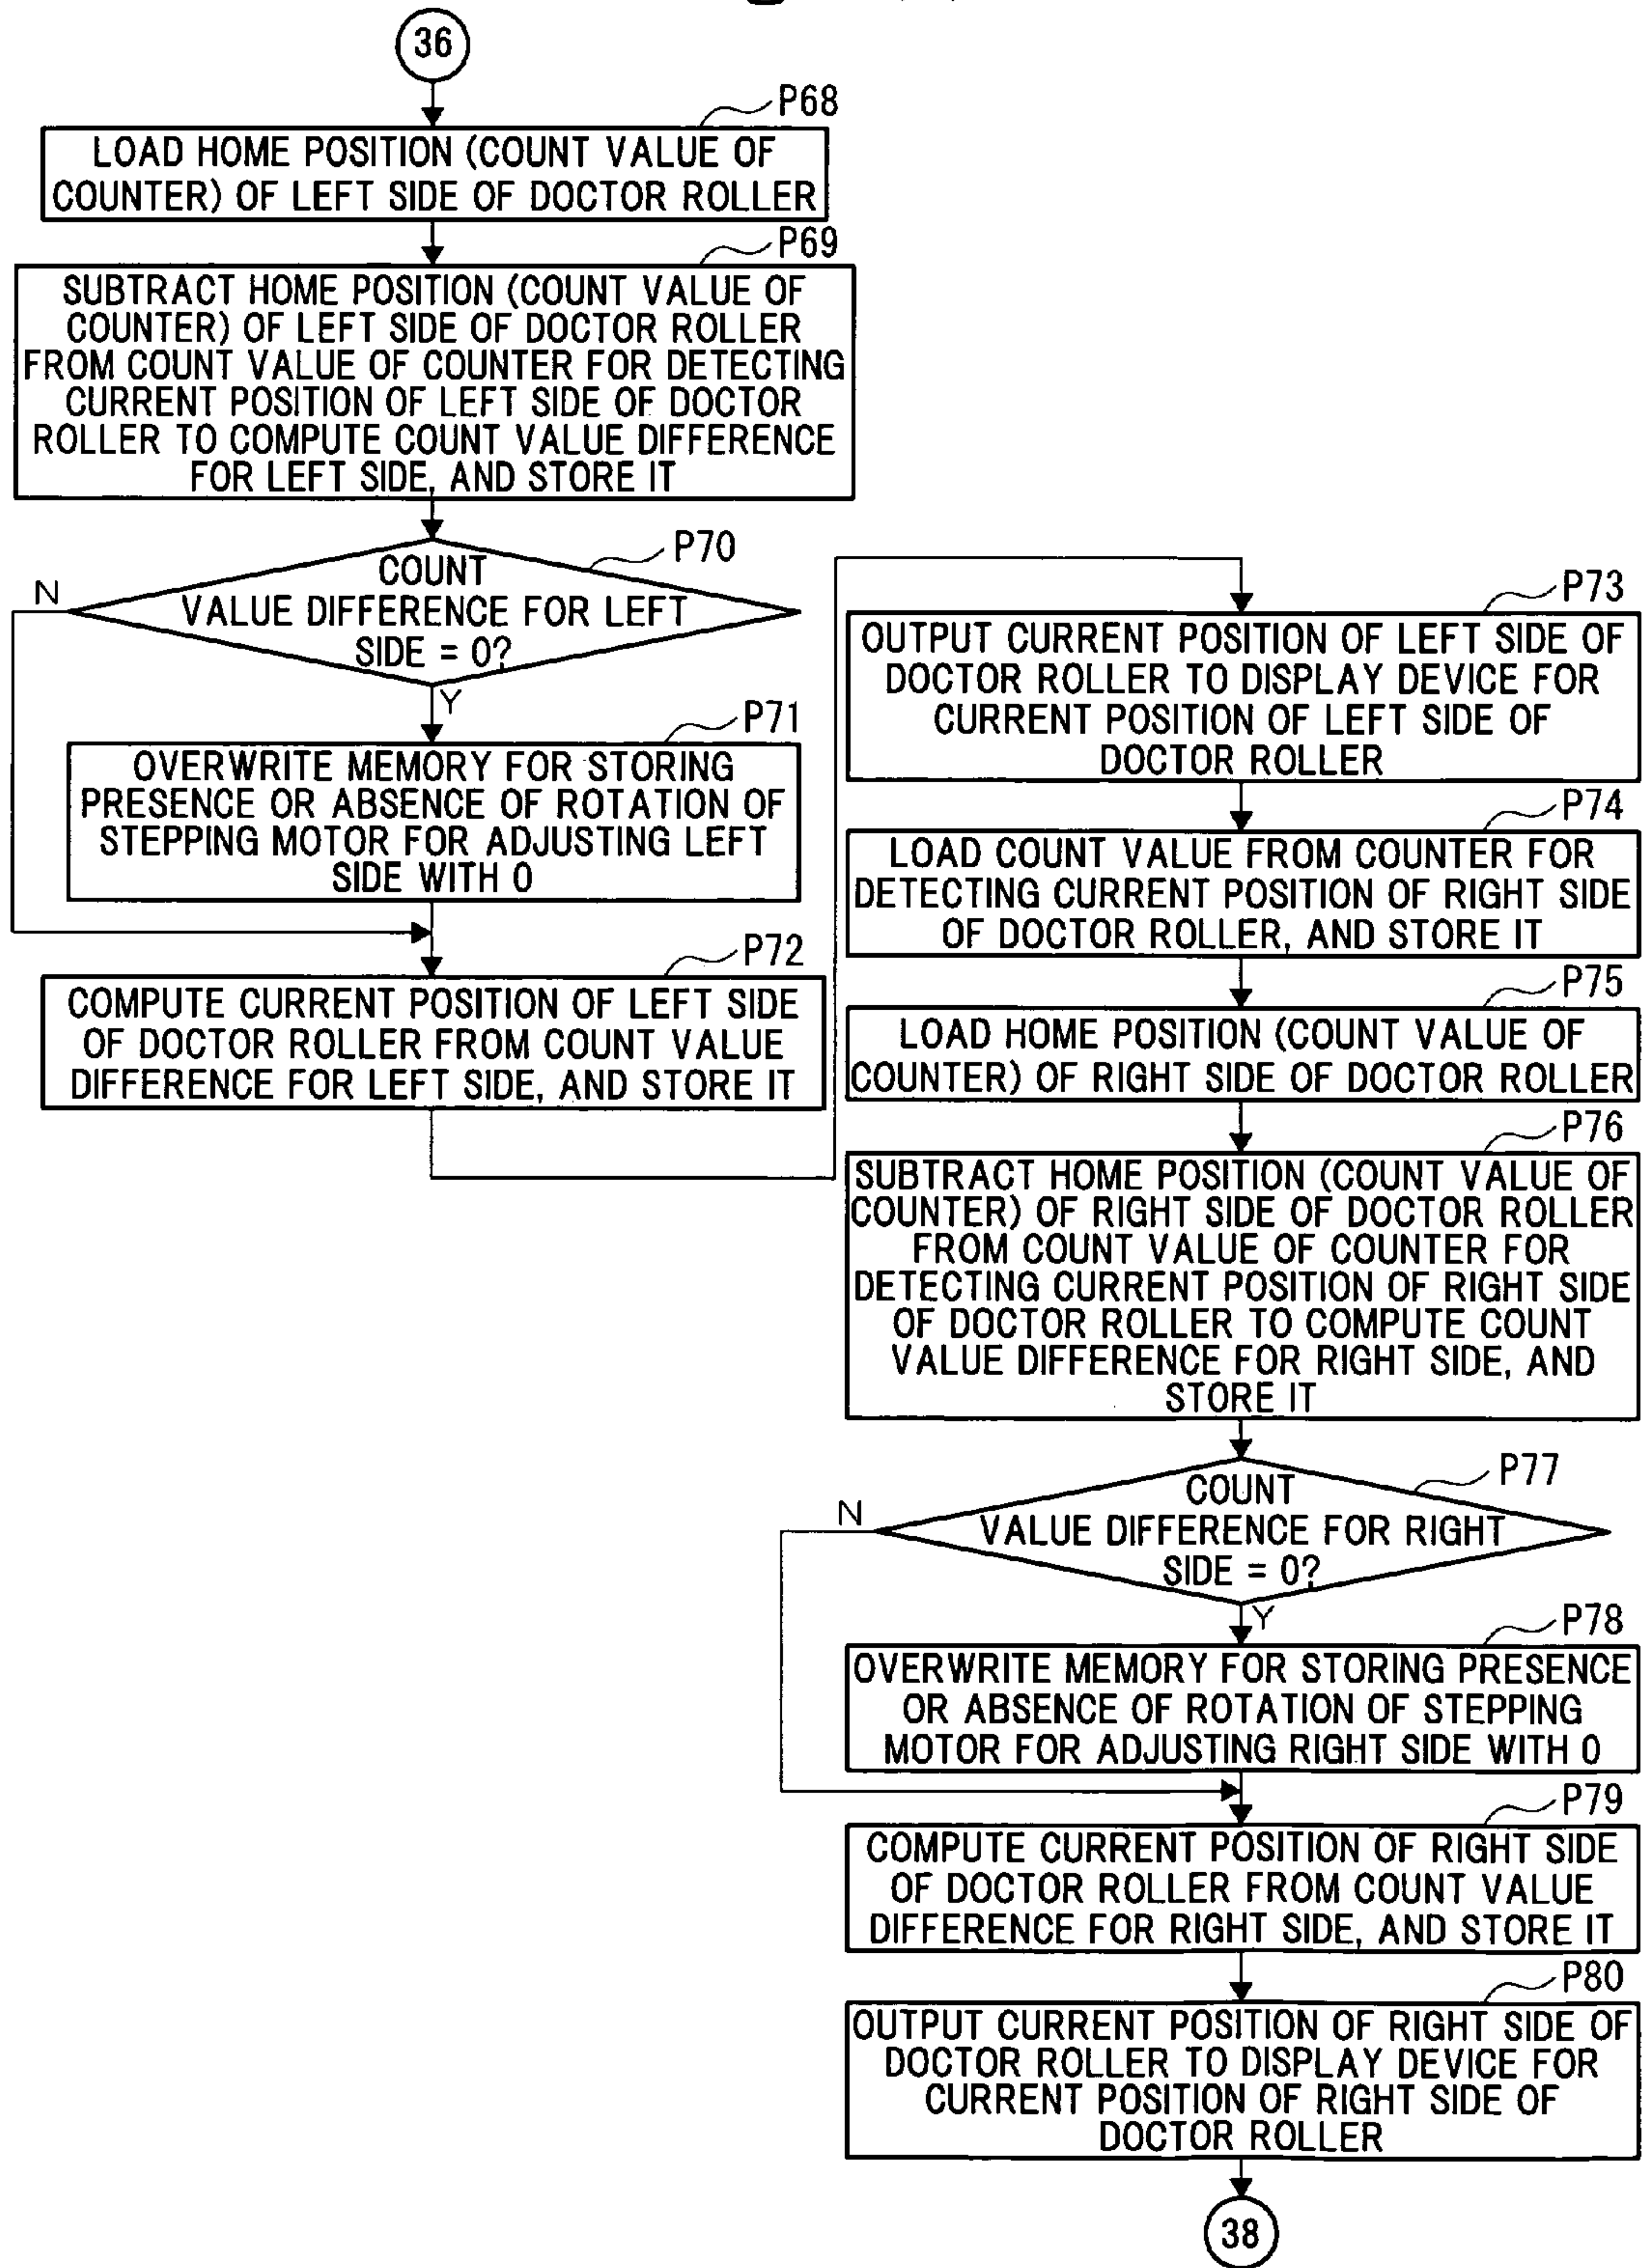 36
P68
LOAD HOME POSITION (COUNT VALUE OF
COUNTER) OF LEFT SIDE OF DOCTOR ROLLER
P69
SUBTRACT HOME POSITION (COUNT VALUE OF
COUNTER) OF LEFT SIDE OF DOCTOR ROLLER
FROM COUNT VALUE OF COUNTER FOR DETECTING
CURRENT POSITION OF LEFT SIDE OF DOCTOR
ROLLER TO COMPUTE COUNT VALUE DIFFERENCE
FOR LEFT SIDE, AND STORE IT
P70
COUNT
VALUE DIFFERENCE FOR LEFT
SIDE = 0?
N
Y
P71
OVERWRITE MEMORY FOR STORING
PRESENCE OR ABSENCE OF ROTATION OF
STEPPING MOTOR FOR ADJUSTING LEFT
SIDE WITH 0
P72
COMPUTE CURRENT POSITION OF LEFT SIDE
OF DOCTOR ROLLER FROM COUNT VALUE
DIFFERENCE FOR LEFT SIDE, AND STORE IT
P73
OUTPUT CURRENT POSITION OF LEFT SIDE OF
DOCTOR ROLLER TO DISPLAY DEVICE FOR
CURRENT POSITION OF LEFT SIDE OF
DOCTOR ROLLER
P74
LOAD COUNT VALUE FROM COUNTER FOR
DETECTING CURRENT POSITION OF RIGHT SIDE
OF DOCTOR ROLLER, AND STORE IT
P75
LOAD HOME POSITION (COUNT VALUE OF
COUNTER) OF RIGHT SIDE OF DOCTOR ROLLER
P76
SUBTRACT HOME POSITION (COUNT VALUE OF
COUNTER) OF RIGHT SIDE OF DOCTOR ROLLER
FROM COUNT VALUE OF COUNTER FOR
DETECTING CURRENT POSITION OF RIGHT SIDE
OF DOCTOR ROLLER TO COMPUTE COUNT
VALUE DIFFERENCE FOR RIGHT SIDE, AND
STORE IT
P77
COUNT
VALUE DIFFERENCE FOR RIGHT
SIDE = 0?
N
Y
P78
OVERWRITE MEMORY FOR STORING PRESENCE
OR ABSENCE OF ROTATION OF STEPPING
MOTOR FOR ADJUSTING RIGHT SIDE WITH 0
P79
COMPUTE CURRENT POSITION OF RIGHT SIDE
OF DOCTOR ROLLER FROM COUNT VALUE
DIFFERENCE FOR RIGHT SIDE, AND STORE IT
P80
OUTPUT CURRENT POSITION OF RIGHT SIDE OF
DOCTOR ROLLER TO DISPLAY DEVICE FOR
CURRENT POSITION OF RIGHT SIDE OF
DOCTOR ROLLER
38